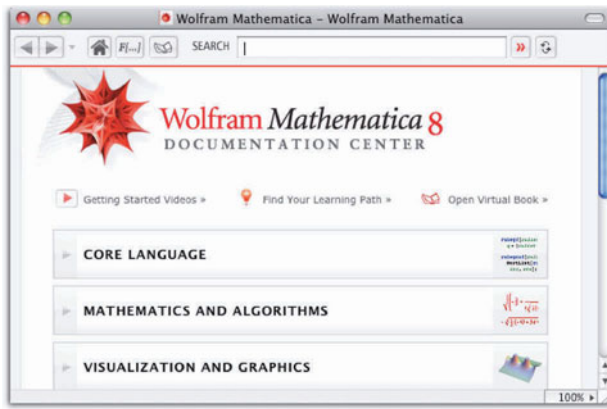 Wolfram Mathematica – Wolfram Mathematica
F[...] SEARCH
Wolfram Mathematica 8
DOCUMENTATION CENTER
Getting Started Videos » Find Your Learning Path » Open Virtual Book »
CORE LANGUAGE
MATHEMATICS AND ALGORITHMS
VISUALIZATION AND GRAPHICS
100%